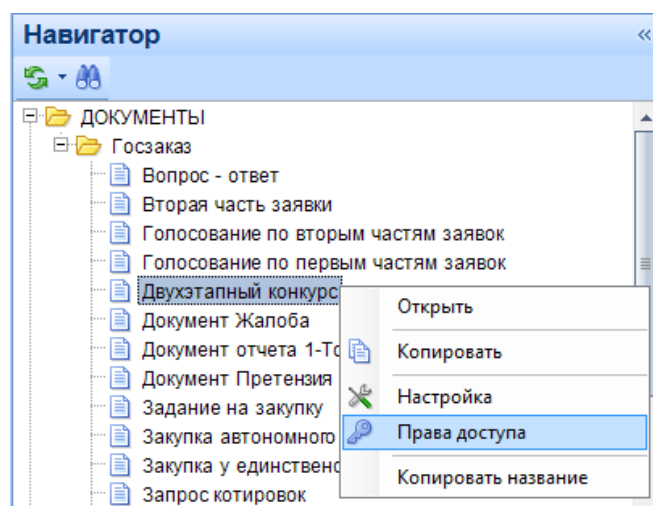 Навигатор
ДОКУМЕНТЫ
Госзаказ
Вопрос - ответ
Вторая часть заявки
Голосование по вторым частям заявок
Голосование по первым частям заявок
Двухэтапный конкурс
Документ Жалоба
Документ отчета 1-То
Документ Претензия
Задание на закупку
Закупка автономного
Закупка у единствено
Запрос котировок
Открыть
Копировать
Настройка
Права доступа
Копировать название